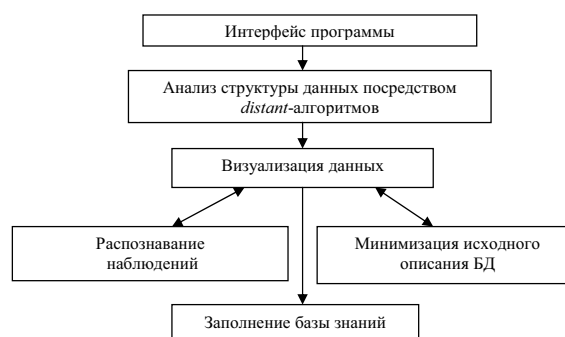 Интерфейс программы
Анализ структуры данных посредством
distant-алгоритмов
Визуализация данных
Распознавание
наблюдений
Минимизация исходного
описания БД
Заполнение базы знаний